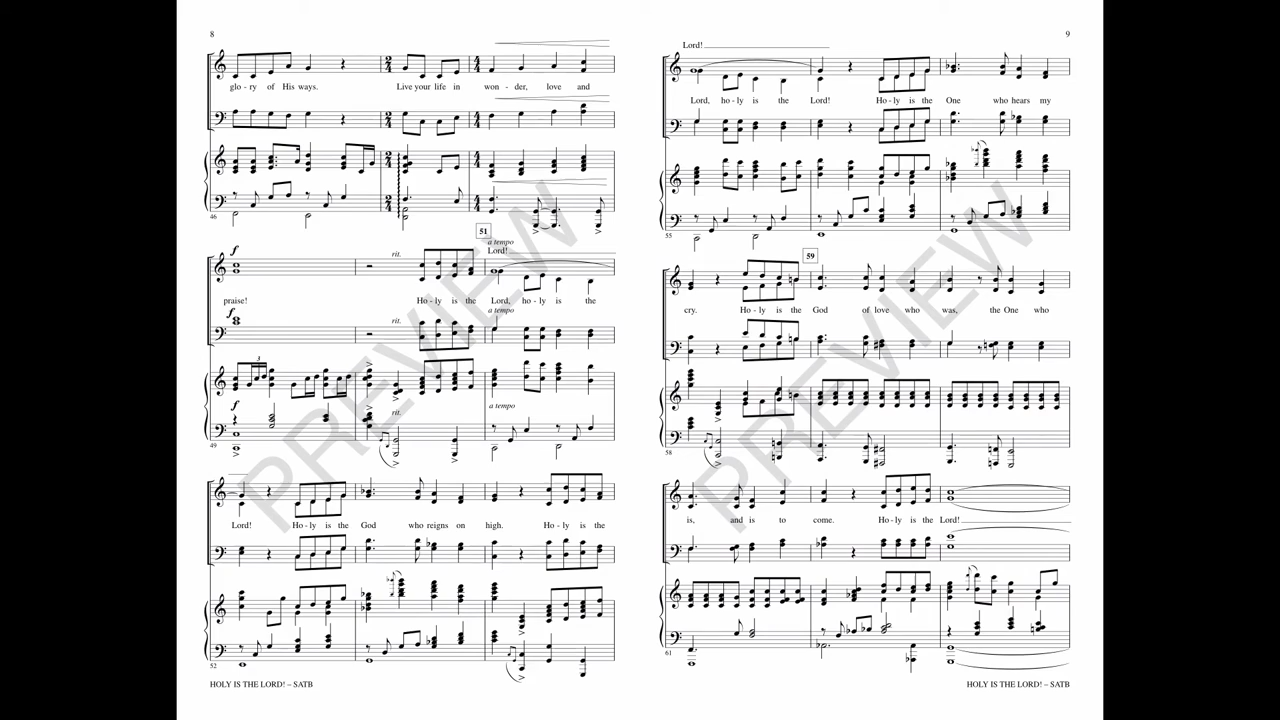 8
glo - ry of His ways. Live your life in won - der, love and
46
51
f
rit.
a tempo
Lord!
praise! Ho - ly is the Lord, ho - ly is the
f
rit.
a tempo
3
f
rit.
a tempo
49
Lord! Ho - ly is the God who reigns on high. Ho - ly is the
52
HOLY IS THE LORD! – SATB
9
Lord!
Lord, ho - ly is the Lord! Ho - ly is the One who hears my
55
59
cry. Ho - ly is the God of love who was, the One who
58
is, and is to come. Ho - ly is the Lord!
61
HOLY IS THE LORD! – SATB
PREVIEW
PREVIEW